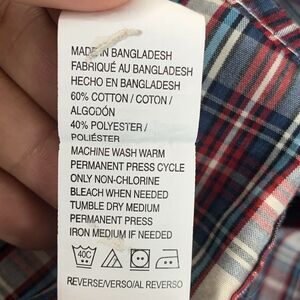 MADE IN BANGLADESH
FABRIQUÉ AU BANGLADESH
HECHO EN BANGLADESH
60% COTTON / COTON /
ALGODÓN
40% POLYESTER /
POLIÉSTER
MACHINE WASH WARM
PERMANENT PRESS CYCLE
ONLY NON-CHLORINE
BLEACH WHEN NEEDED
TUMBLE DRY MEDIUM
PERMANENT PRESS
IRON MEDIUM IF NEEDED
40C
REVERSE/VERSO/AL REVERSO